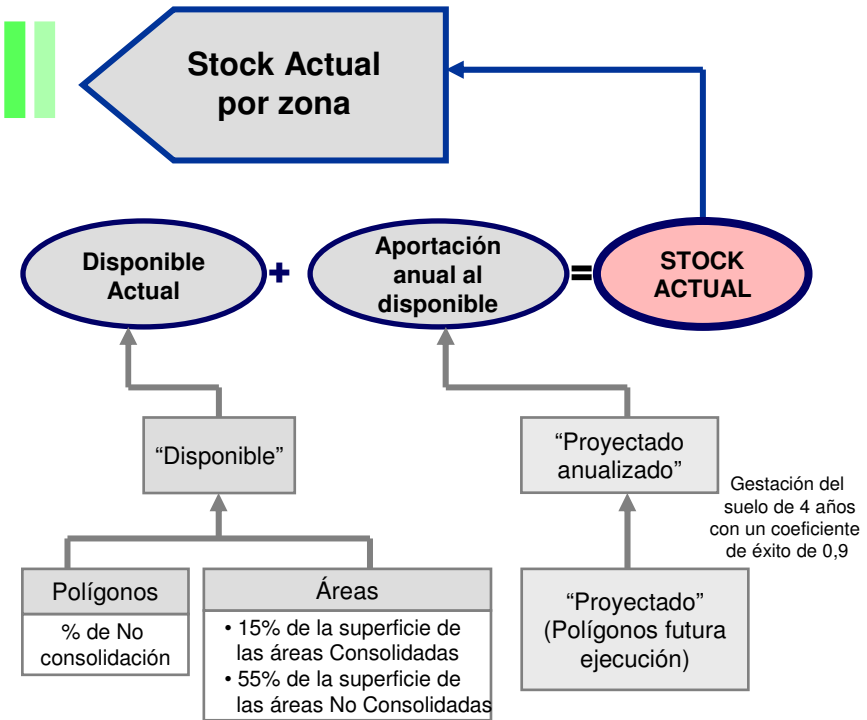 Stock Actual
por zona
Disponible
Actual
+
Aportación
anual al
disponible
=
STOCK
ACTUAL
“Disponible”
“Proyectado
anualizado”
Gestación del
suelo de 4 años
con un coeficiente
de éxito de 0,9
Polígonos
% de No
consolidación
Áreas
• 15% de la superficie de
las áreas Consolidadas
• 55% de la superficie de
las áreas No Consolidadas
“Proyectado”
(Polígonos futura
ejecución)